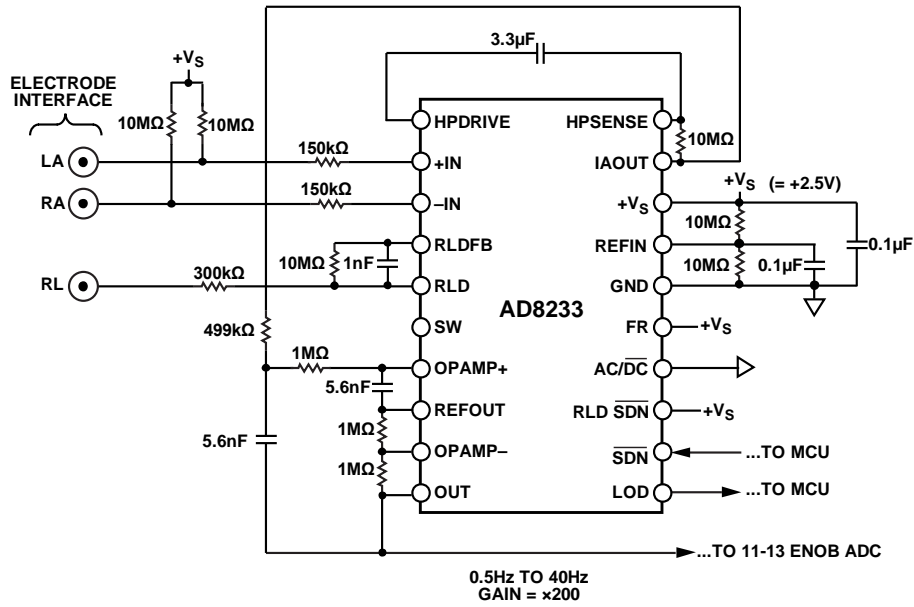 3.3µF
+VS
ELECTRODE
INTERFACE
10MΩ
10MΩ
LA
150kΩ
RA
150kΩ
10MΩ
1nF
RL
300kΩ
499kΩ
1MΩ
5.6nF
1MΩ
1MΩ
5.6nF
HPDRIVE
+IN
–IN
RLDFB
RLD
SW
OPAMP+
REFOUT
OPAMP–
OUT
AD8233
HPSENSE
IAOUT
+VS
REFIN
GND
FR
AC/DC
RLD SDN
SDN
LOD
10MΩ
+VS (= +2.5V)
10MΩ
10MΩ
0.1µF
0.1µF
+VS
+VS
...TO MCU
...TO MCU
...TO 11-13 ENOB ADC
0.5Hz TO 40Hz
GAIN = ×200